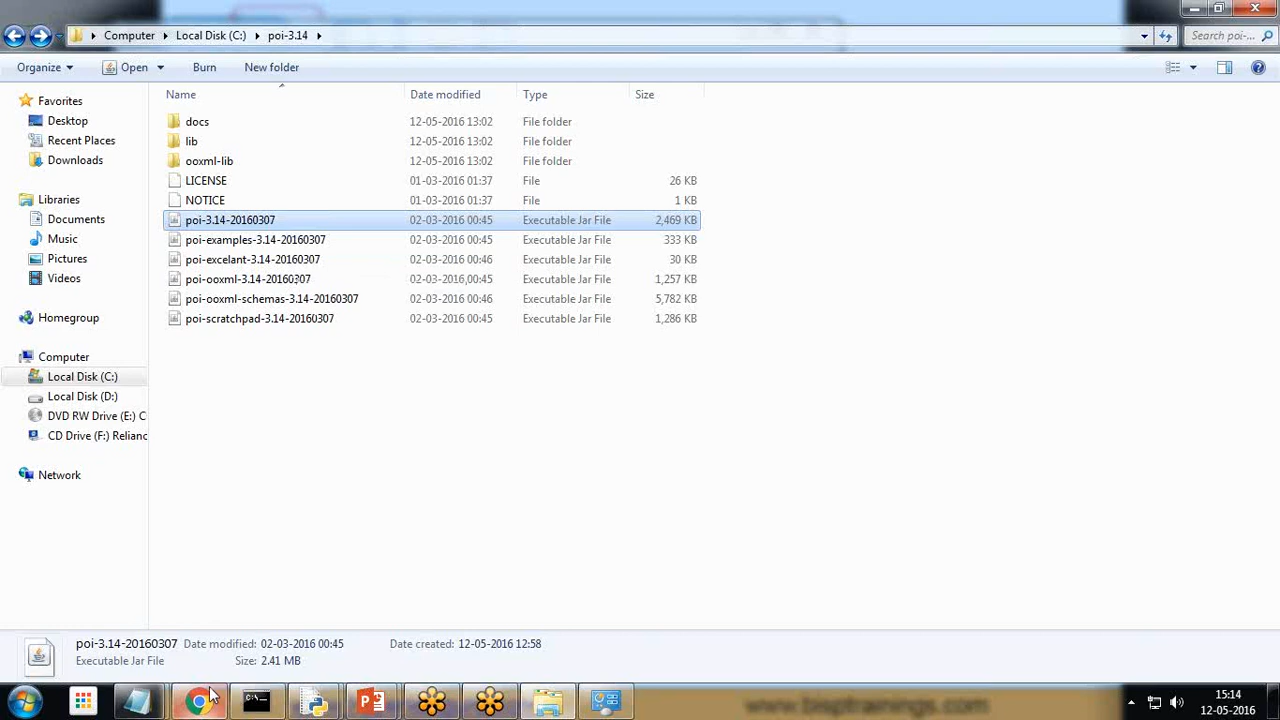 Computer
Local Disk (C:)
poi-3.14
Search poi-...
Organize
Open
Burn
New folder
Name
Date modified
Type
Size
Favorites
Desktop
Recent Places
Downloads
Libraries
Documents
Music
Pictures
Videos
Homegroup
Computer
Local Disk (C:)
Local Disk (D:)
DVD RW Drive (E:) C
CD Drive (F:) Relianc
Network
docs 12-05-2016 13:02 File folder
lib 12-05-2016 13:02 File folder
ooxml-lib 12-05-2016 13:02 File folder
LICENSE 01-03-2016 01:37 File 26 KB
NOTICE 01-03-2016 01:37 File 1 KB
poi-3.14-20160307 02-03-2016 00:45 Executable Jar File 2,469 KB
poi-examples-3.14-20160307 02-03-2016 00:45 Executable Jar File 333 KB
poi-excelant-3.14-20160307 02-03-2016 00:46 Executable Jar File 30 KB
poi-ooxml-3.14-20160307 02-03-2016 00:45 Executable Jar File 1,257 KB
poi-ooxml-schemas-3.14-20160307 02-03-2016 00:46 Executable Jar File 5,782 KB
poi-scratchpad-3.14-20160307 02-03-2016 00:45 Executable Jar File 1,286 KB
poi-3.14-20160307 Date modified: 02-03-2016 00:45 Date created: 12-05-2016 12:58
Executable Jar File Size: 2.41 MB
www.bisptrainings.com
15:14
12-05-2016